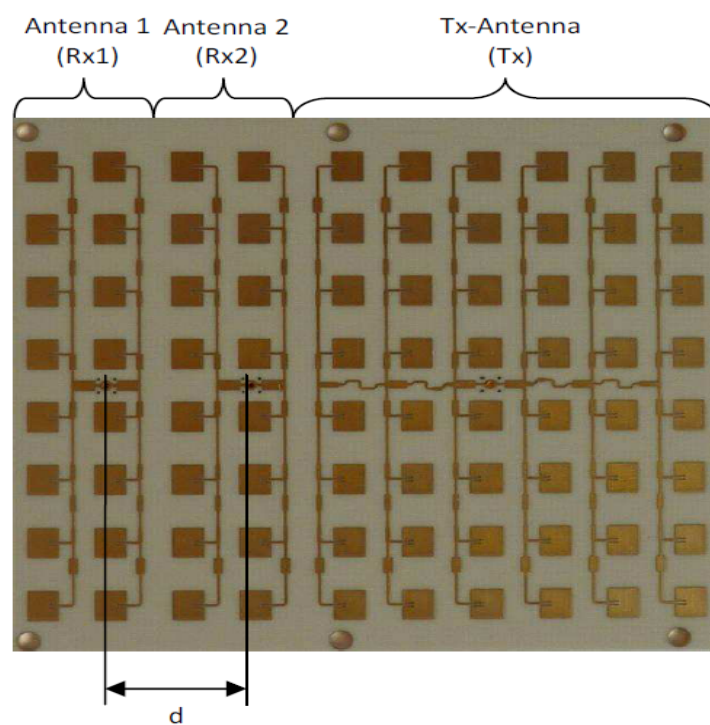 Antenna 1
(Rx1)
Antenna 2
(Rx2)
Tx-Antenna
(Tx)
d